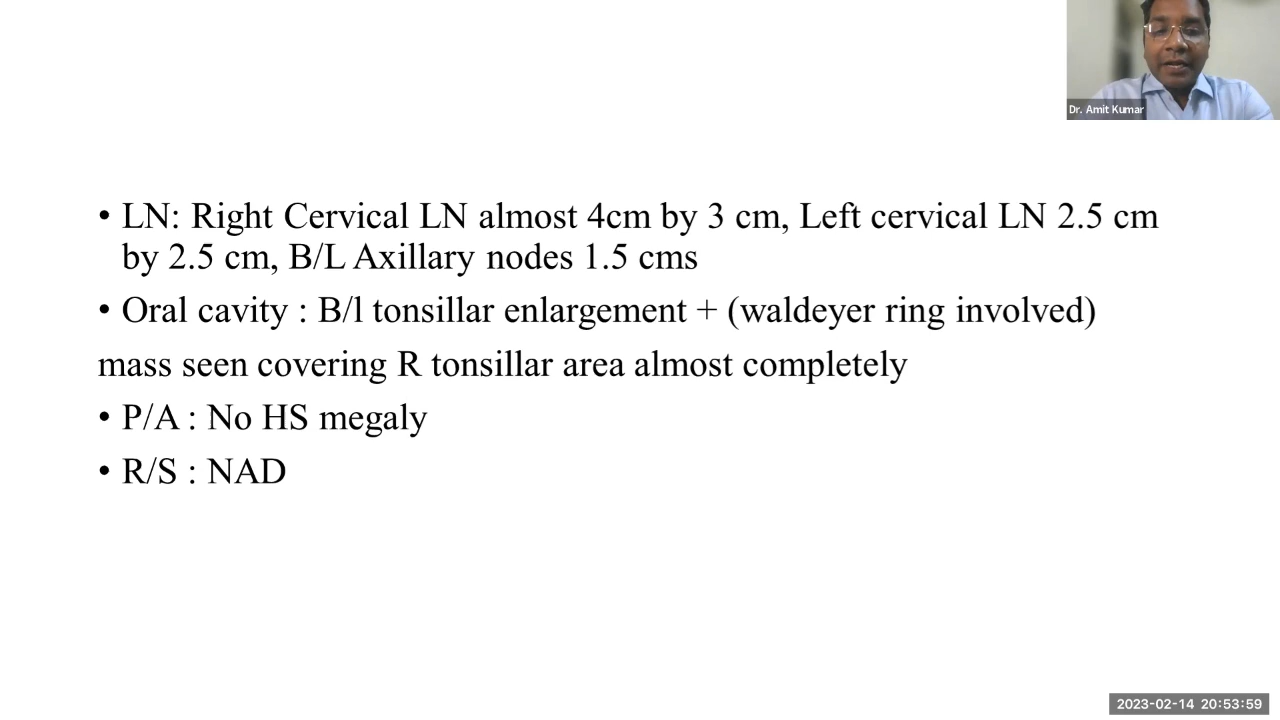 Dr. Amit Kumar
• LN: Right Cervical LN almost 4cm by 3 cm, Left cervical LN 2.5 cm
by 2.5 cm, B/L Axillary nodes 1.5 cms
• Oral cavity : B/l tonsillar enlargement + (waldeyer ring involved)
mass seen covering R tonsillar area almost completely
• P/A : No HS megaly
• R/S : NAD
2023-02-14 20:53:59